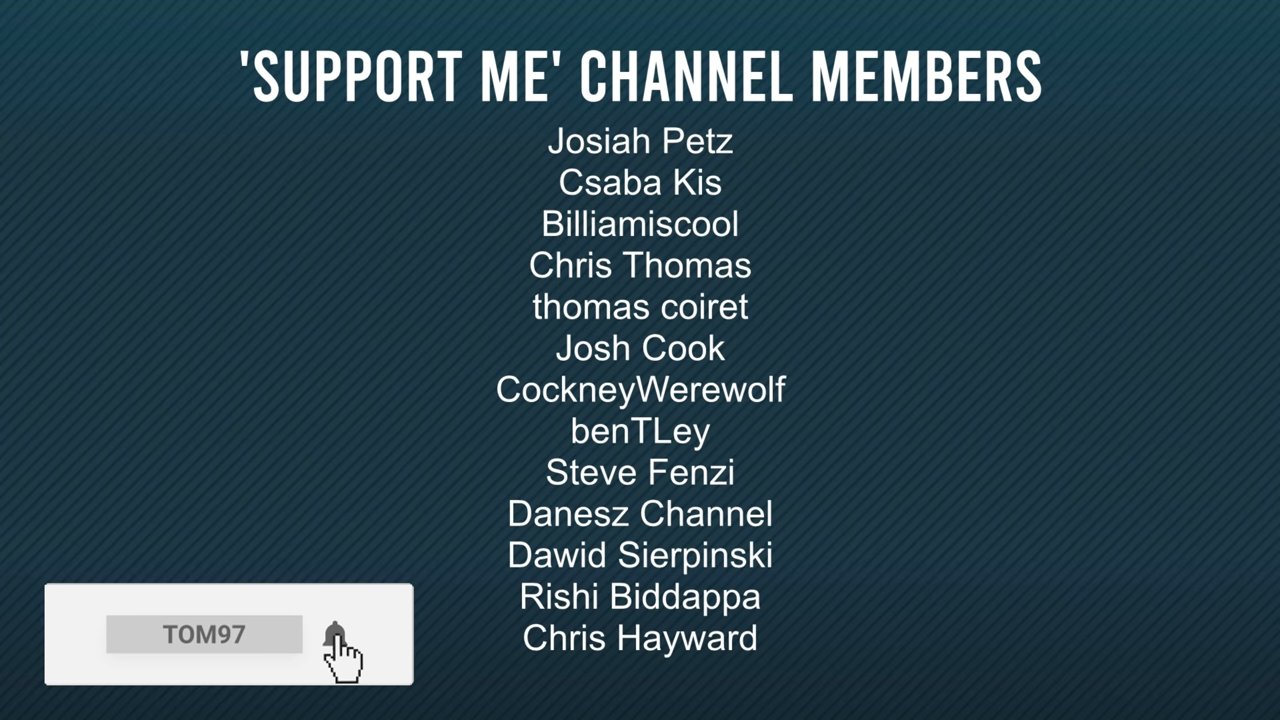 'SUPPORT ME' CHANNEL MEMBERS
Josiah Petz
Csaba Kis
Billiamiscool
Chris Thomas
thomas coiret
Josh Cook
CockneyWerewolf
benTLey
Steve Fenzi
Danesz Channel
Dawid Sierpinski
Rishi Biddappa
Chris Hayward
TOM97